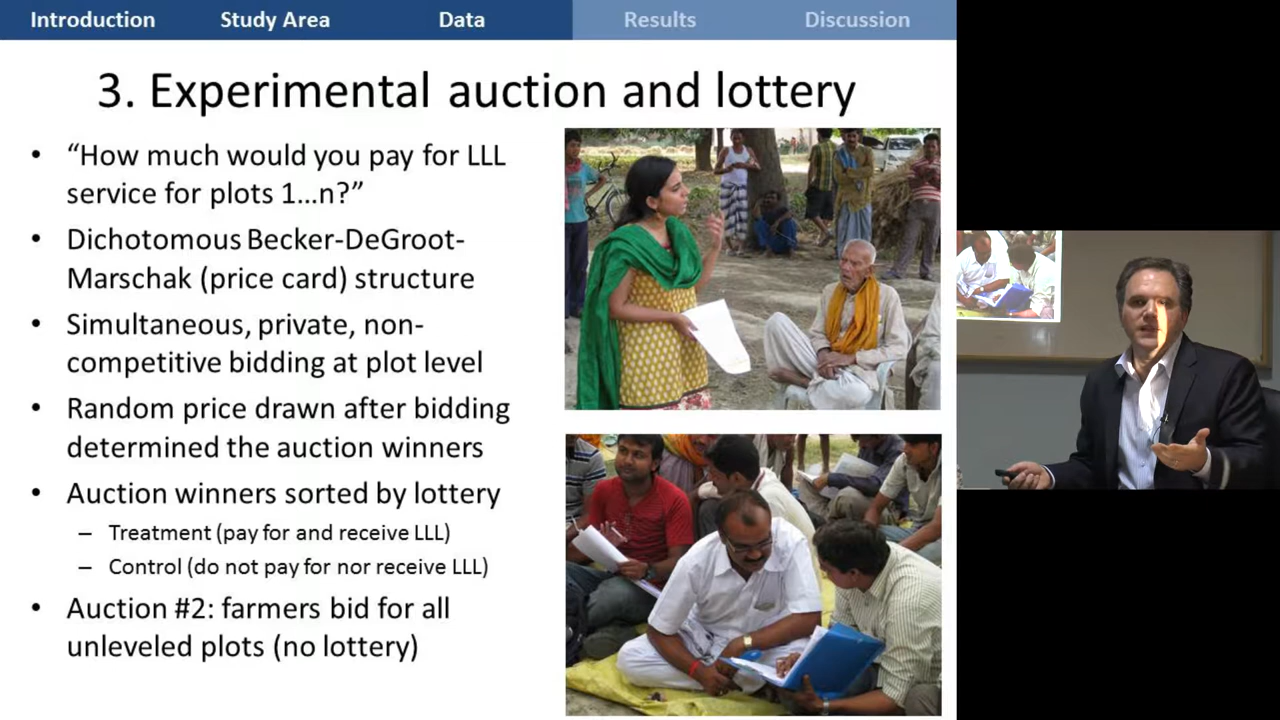 Introduction Study Area Data Results Discussion
3. Experimental auction and lottery
• “How much would you pay for LLL
service for plots 1…n?”
• Dichotomous Becker-DeGroot-
Marschak (price card) structure
• Simultaneous, private, non-
competitive bidding at plot level
• Random price drawn after bidding
determined the auction winners
• Auction winners sorted by lottery
– Treatment (pay for and receive LLL)
– Control (do not pay for nor receive LLL)
• Auction #2: farmers bid for all
unleveled plots (no lottery)